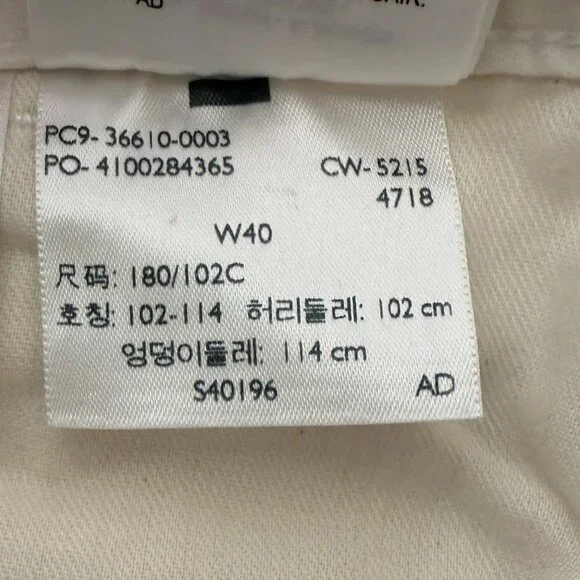 AD
PC9- 36610-0003
PO- 4100284365 CW- 5215
4718
W40
尺码: 180/102C
호칭: 102-114 허리둘레: 102 cm
엉덩이둘레: 114 cm
S40196 AD